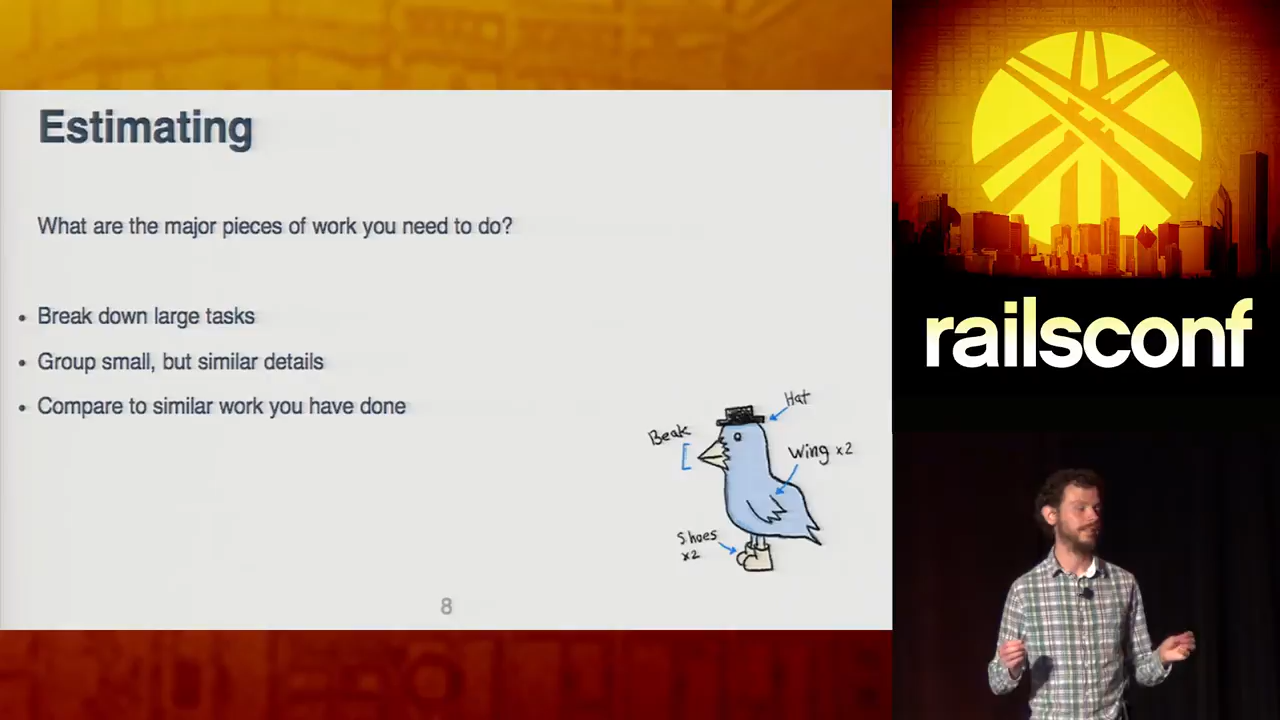 Estimating
What are the major pieces of work you need to do?
• Break down large tasks
• Group small, but similar details
• Compare to similar work you have done
Hat
Beak
Wing x2
Shoes
x2
8
railsconf